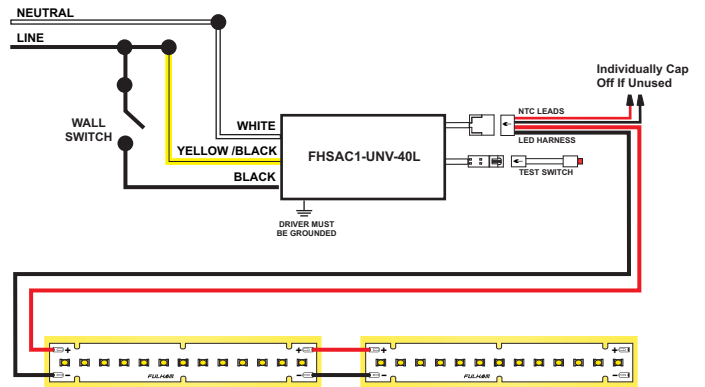 NEUTRAL
LINE
WALL
SWITCH
WHITE
YELLOW /BLACK
BLACK
FHSAC1-UNV-40L
DRIVER MUST
BE GROUNDED
Individually Cap
Off If Unused
NTC LEADS
LED HARNESS
TEST SWITCH
+ + + +
FULHAM FULHAM
- - - -